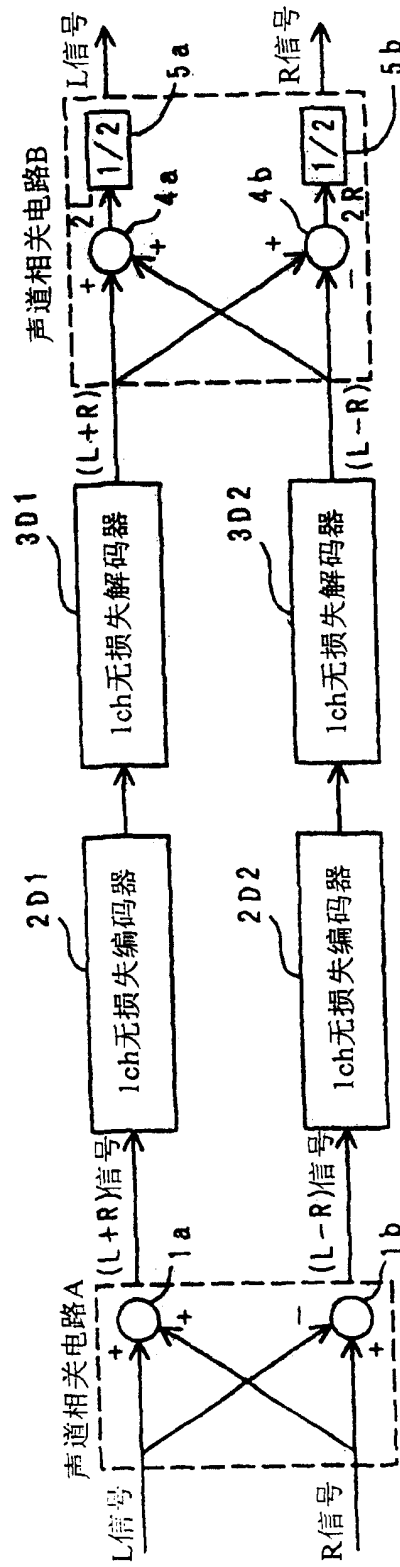 声道相关电路A
L信号
R信号
+
+
1a
-
+
1b
(L+R)信号
(L-R)信号
2D1
1ch无损失编码器
2D2
1ch无损失编码器
3D1
1ch无损失解码器
3D2
1ch无损失解码器
(L+R)
(L-R)
声道相关电路B
+
+
4a
2L
1/2
5a
L信号
+
-
4b
2R
1/2
5b
R信号